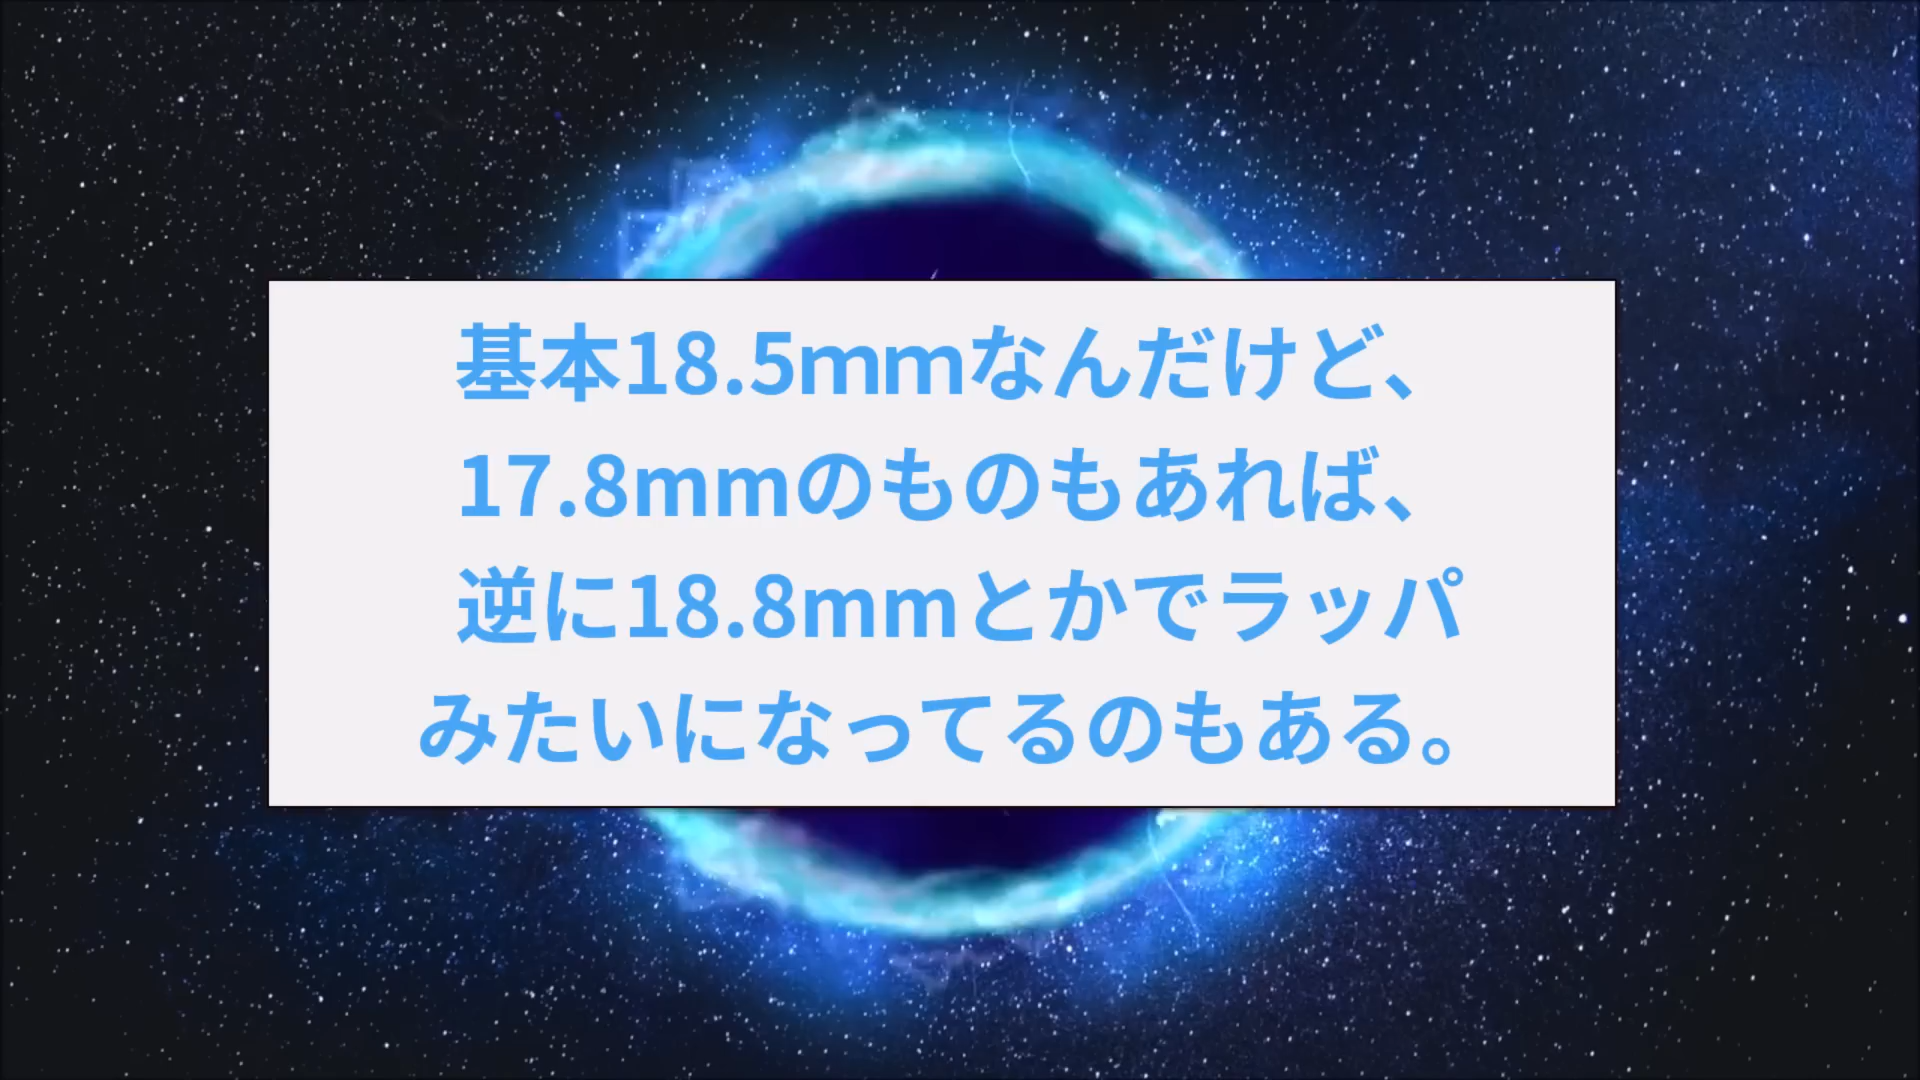 基本18.5mmなんだけど、
17.8mmのものもあれば、
逆に18.8mmとかでラッパ
みたいになってるのもある。